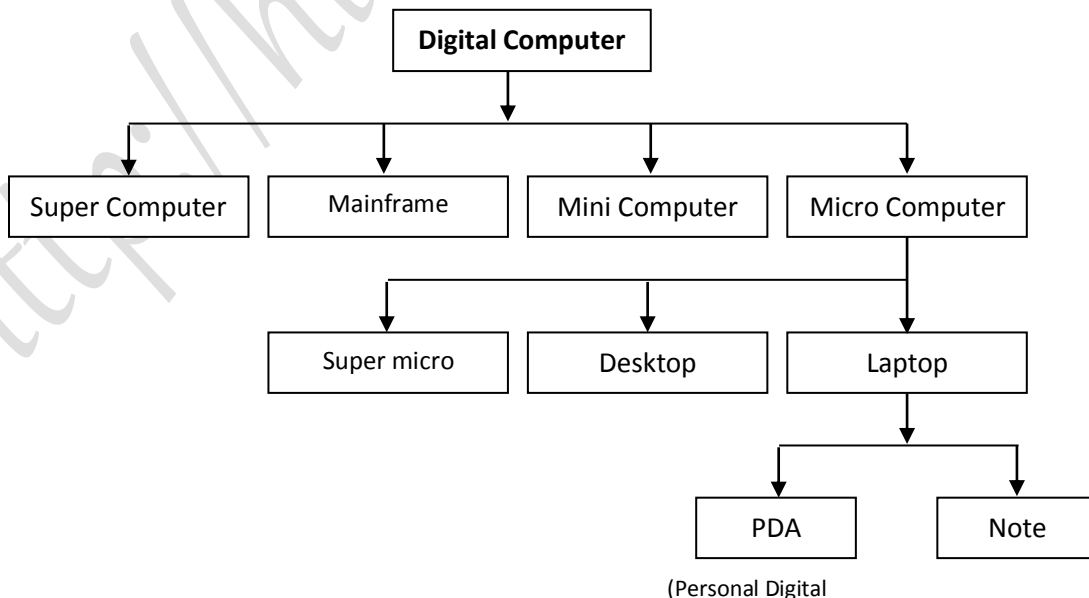 Digital Computer
Super Computer
Mainframe
Mini Computer
Micro Computer
Super micro
Desktop
Laptop
PDA
Note
(Personal Digital